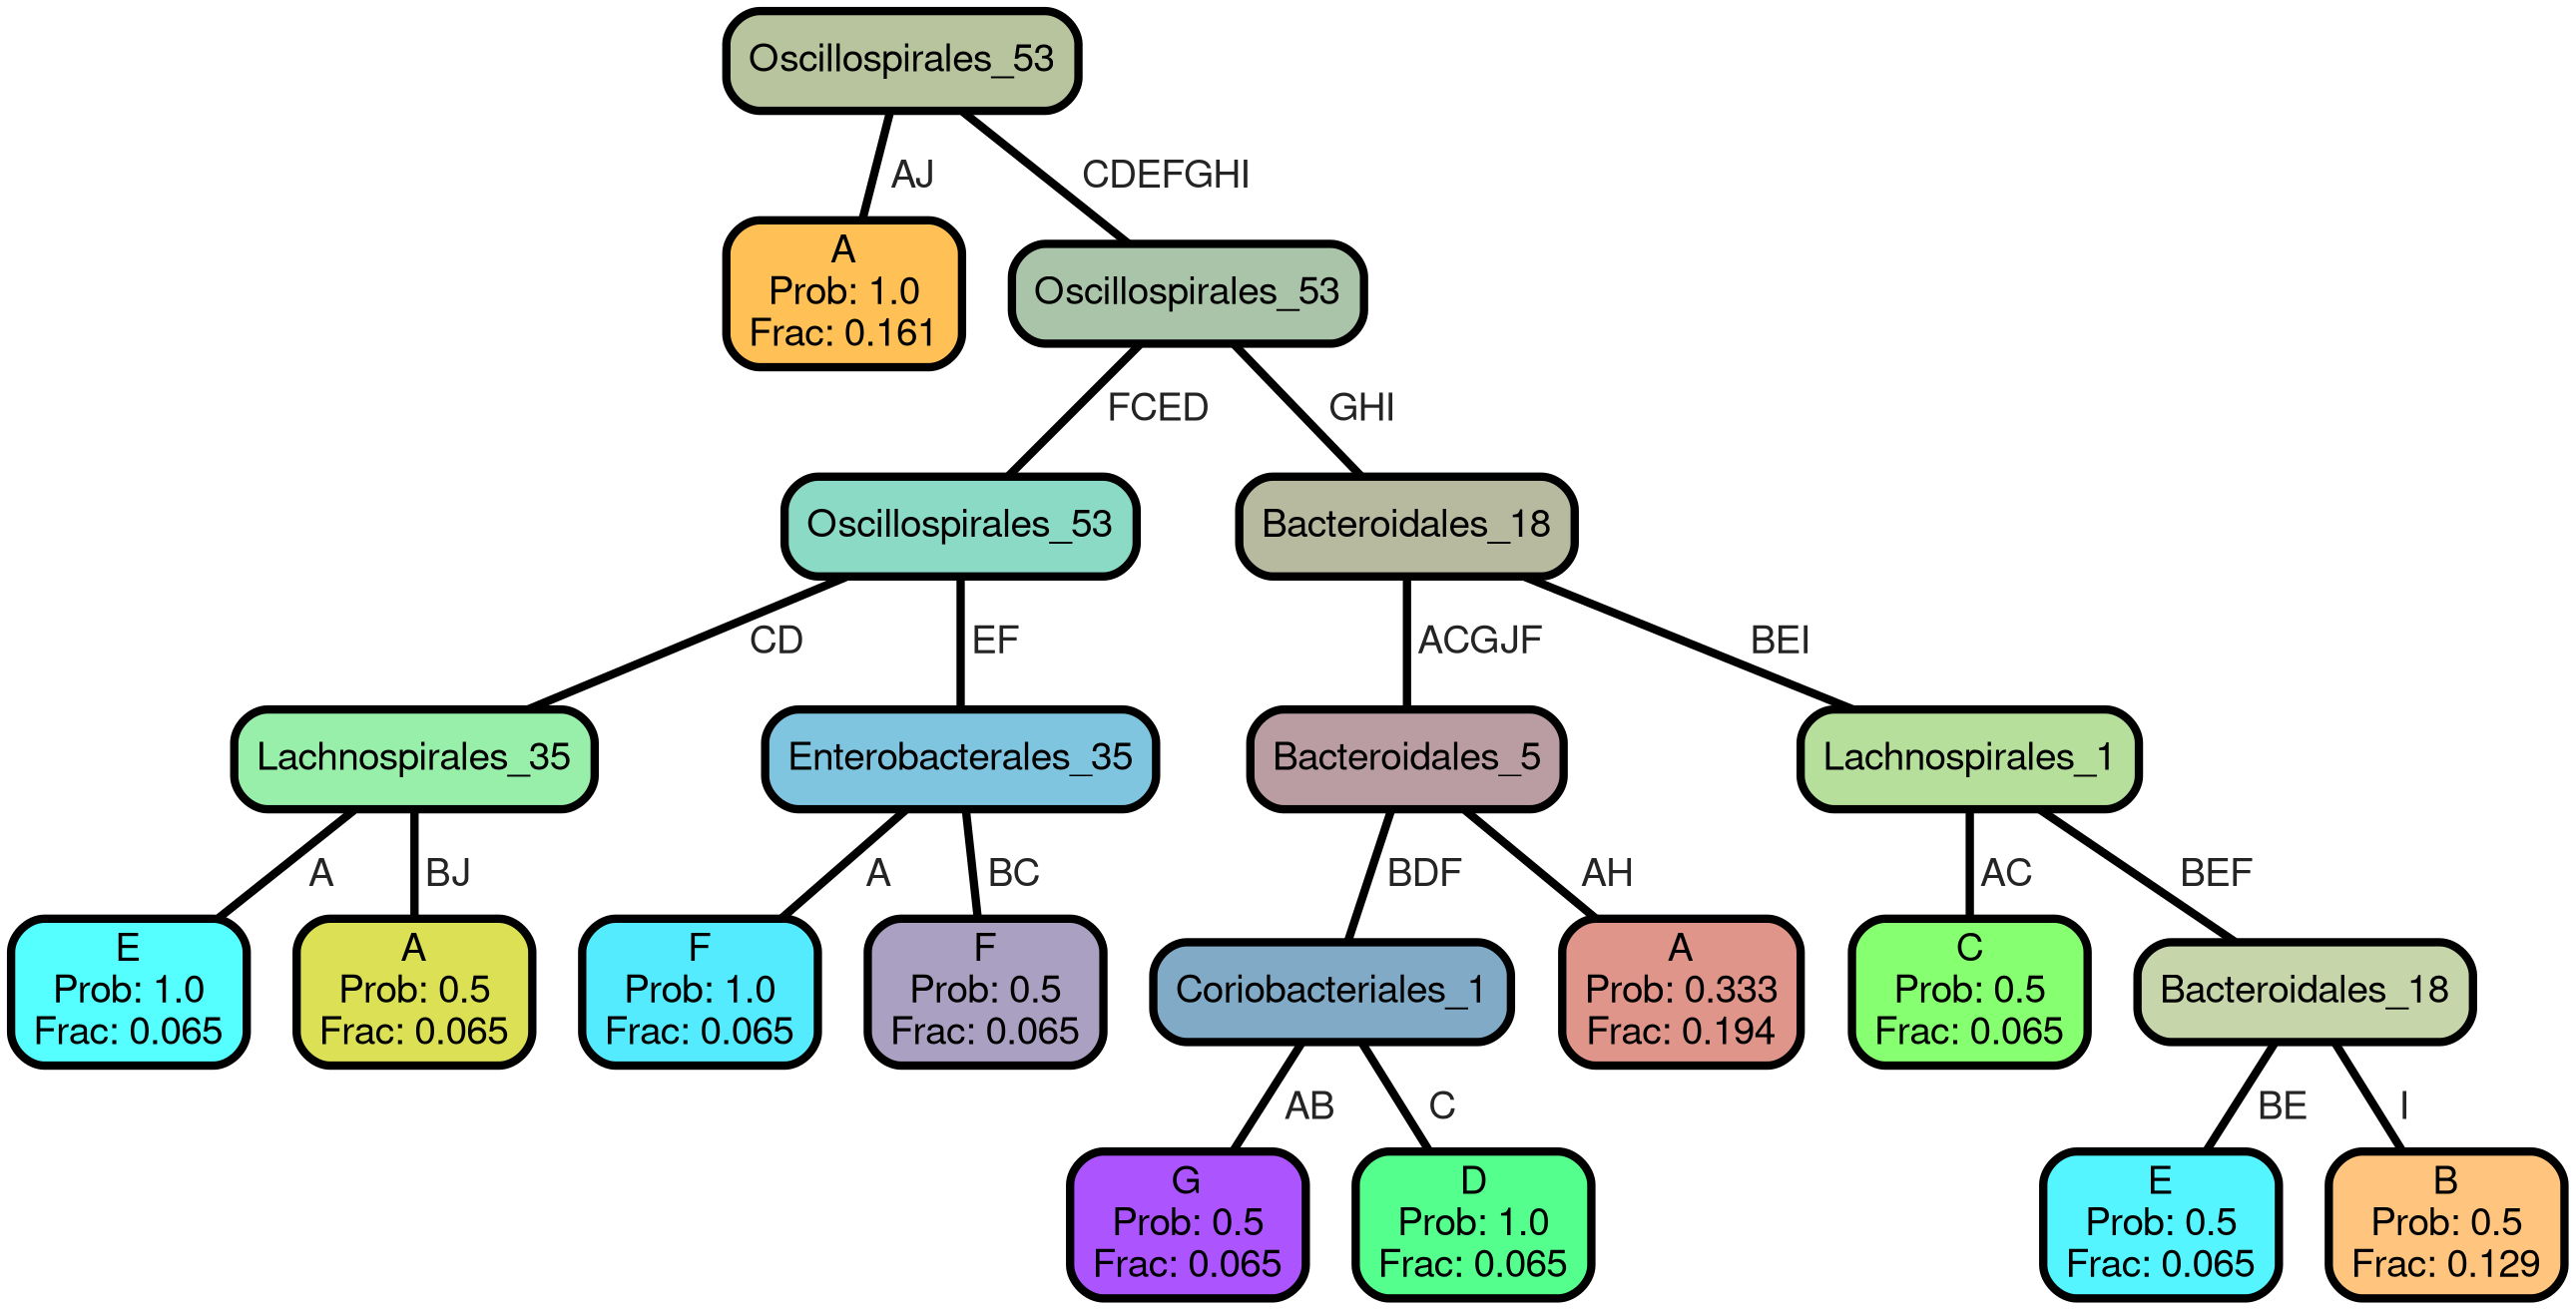 Oscillospirales_53
AJ
CDEFGHI
A
Prob: 1.0
Frac: 0.161
Oscillospirales_53
FCED
GHI
Oscillospirales_53
Bacteroidales_18
CD
EF
ACGJF
BEI
Lachnospirales_35
Enterobacterales_35
Bacteroidales_5
Lachnospirales_1
A
BJ
A
BC
BDF
AH
AC
BEF
E
Prob: 1.0
Frac: 0.065
A
Prob: 0.5
Frac: 0.065
F
Prob: 1.0
Frac: 0.065
F
Prob: 0.5
Frac: 0.065
Coriobacteriales_1
A
Prob: 0.333
Frac: 0.194
C
Prob: 0.5
Frac: 0.065
Bacteroidales_18
AB
C
BE
I
G
Prob: 0.5
Frac: 0.065
D
Prob: 1.0
Frac: 0.065
E
Prob: 0.5
Frac: 0.065
B
Prob: 0.5
Frac: 0.129